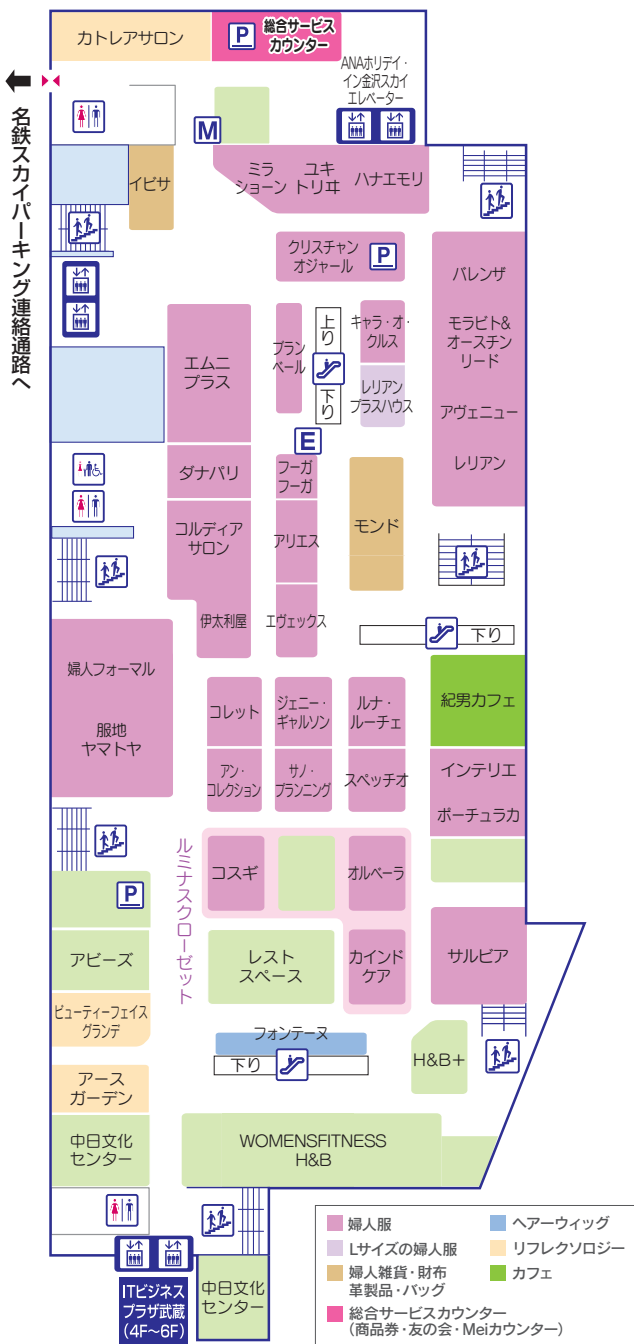 カトレアサロン
P
総合サービス
カウンター
ANAホリデイ・
イン金沢スカイ
エレベーター
名鉄スカイパーキング連絡通路へ
M
イビサ
ミラ
ショーン
ユキ
トリヰ
ハナエモリ
クリスチャン
オジャール
P
バレンザ
モラビト&
オースチン
リード
アヴェニュー
レリアン
エムニ
プラス
ブラン
ベール
上り
下り
キャラ・オ・
クルス
レリアン
プラスハウス
E
ダナパリ
フーガ
フーガ
モンド
コルディア
サロン
アリエス
伊太利屋
エヴェックス
下り
婦人フォーマル
服地
ヤマトヤ
コレット
ジェニー・
ギャルソン
ルナ・
ルーチェ
紀男カフェ
アン・
コレクション
サノ・
プランニング
スペッチオ
インテリエ
ポーチュラカ
ルミナスクローゼット
コスギ
オルベーラ
P
アビーズ
レスト
スペース
カインド
ケア
サルビア
ビューティーフェイス
グランデ
フォンテーヌ
下り
H&B+
アース
ガーデン
中日文化
センター
WOMENSFITNESS
H&B
ITビジネス
プラザ武蔵
(4F〜6F)
中日文化
センター
婦人服
Lサイズの婦人服
婦人雑貨・財布
革製品・バッグ
総合サービスカウンター
(商品券・友の会・Meiカウンター)
ヘアーウィッグ
リフレクソロジー
カフェ